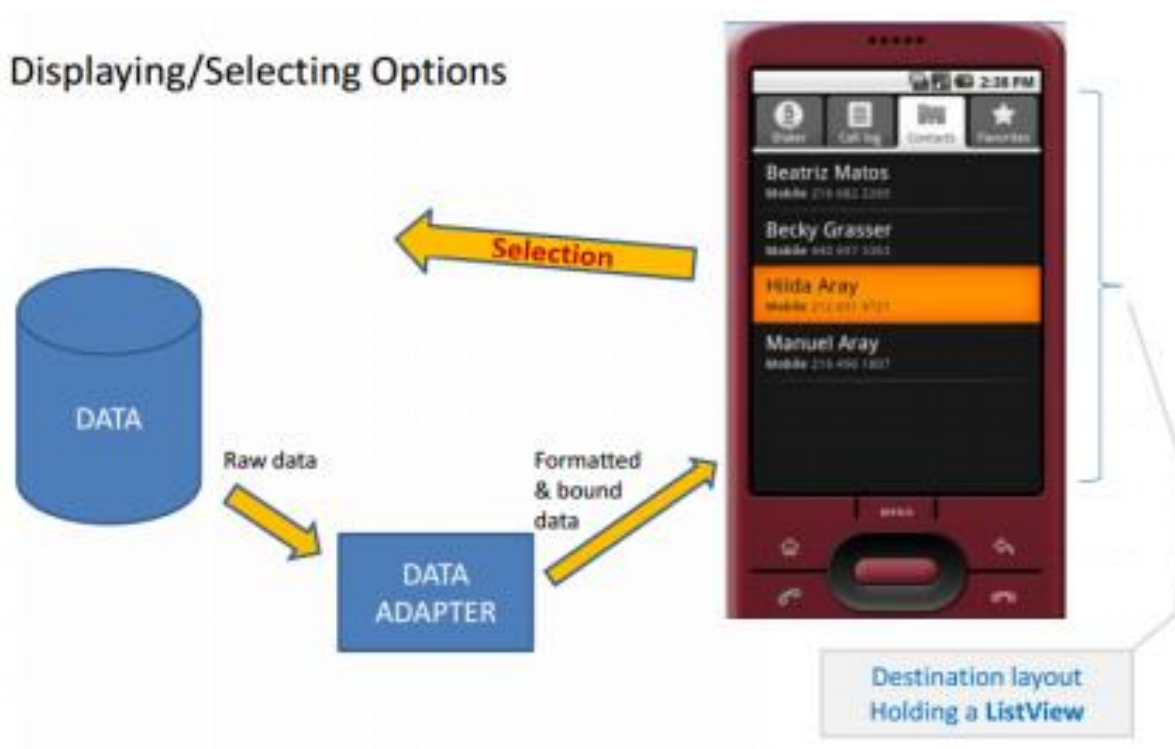 Displaying/Selecting Options
2:38 PM
Dialer
Call log
Contacts
Favorites
Beatriz Matos
Mobile
Becky Grasser
Mobile
Selection
Hilda Aray
Mobile
Manuel Aray
Mobile
DATA
Raw data
Formatted
& bound
data
MENU
DATA
ADAPTER
Destination layout
Holding a ListView